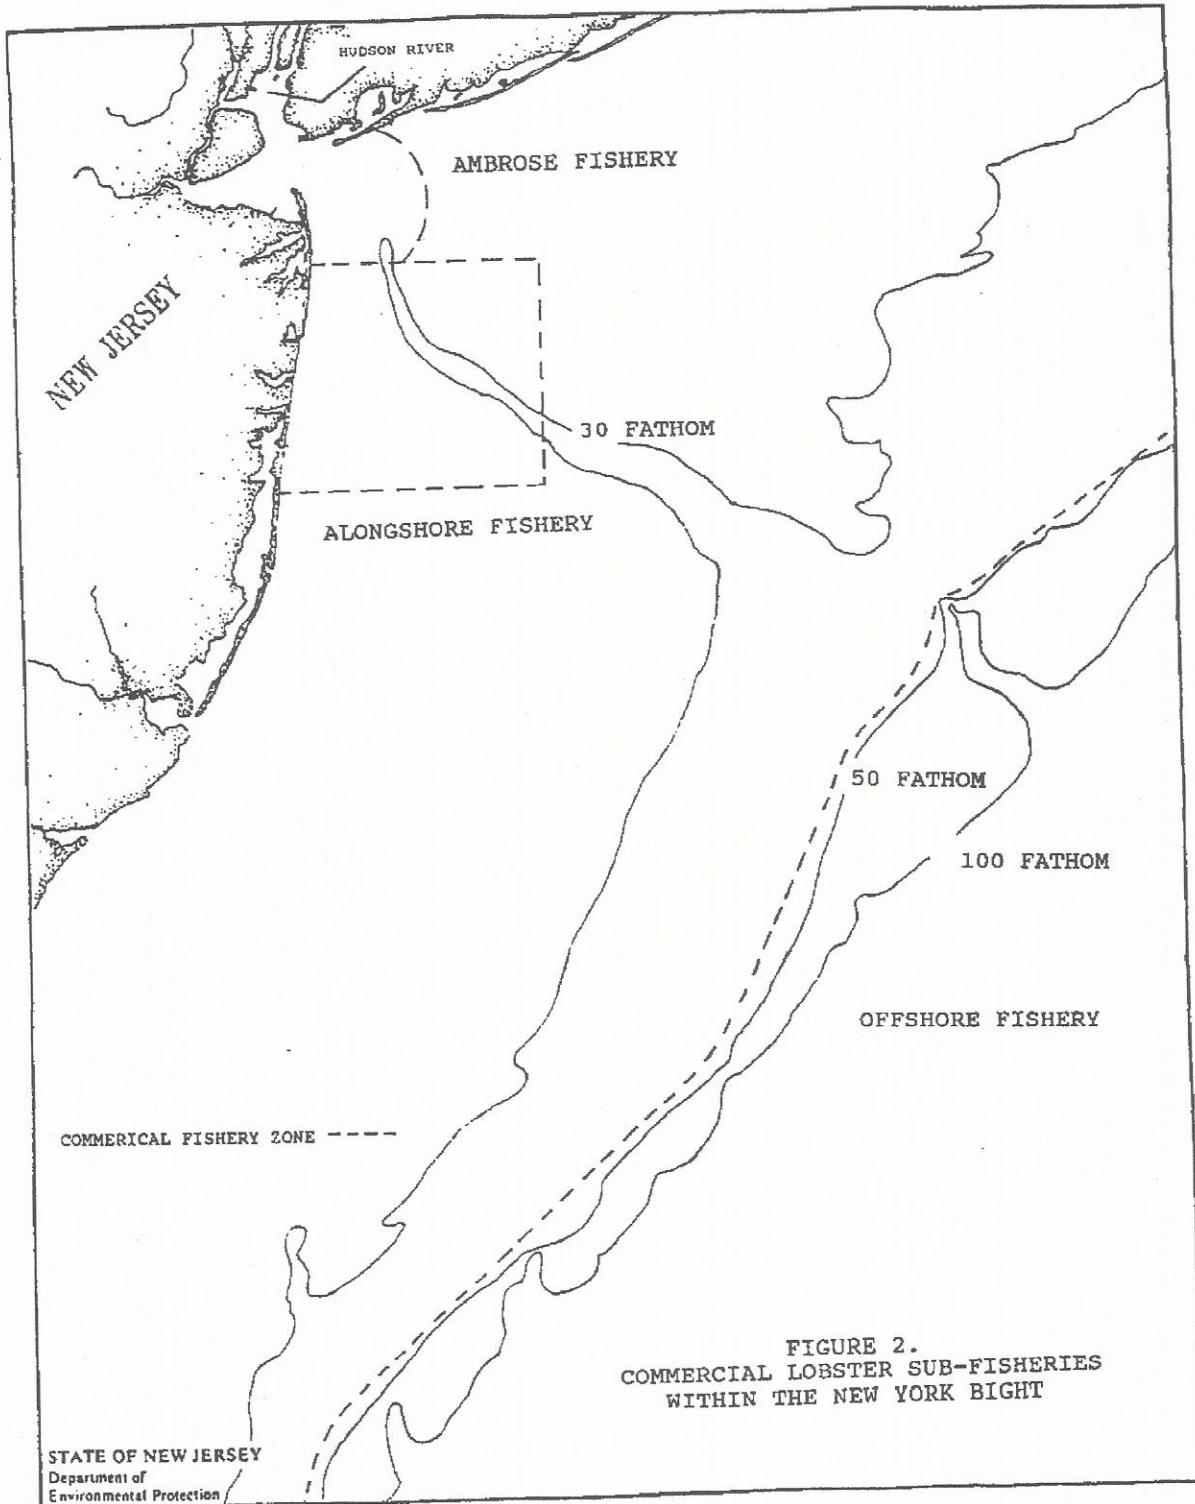 HUDSON RIVER
AMBROSE FISHERY
NEW JERSEY
30 FATHOM
ALONGSHORE FISHERY
50 FATHOM
100 FATHOM
OFFSHORE FISHERY
COMMERICAL FISHERY ZONE -----
FIGURE 2.
COMMERCIAL LOBSTER SUB-FISHERIES
WITHIN THE NEW YORK BIGHT
STATE OF NEW JERSEY
Department of
Environmental Protection